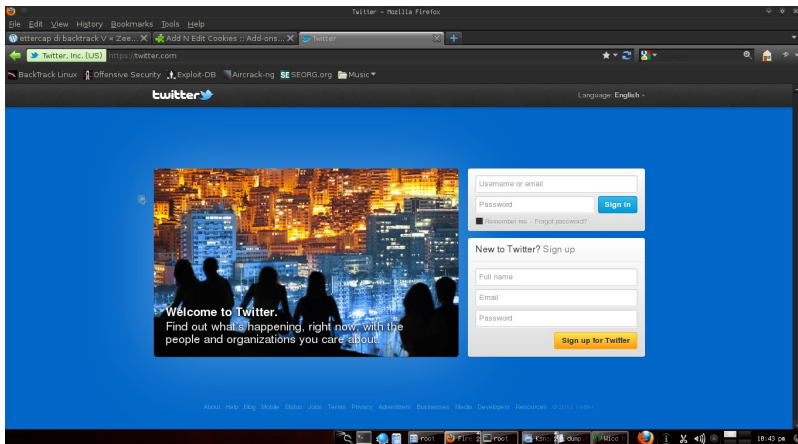 Twitter - Mozilla Firefox
File Edit View History Bookmarks Tools Help
ettercap di backtrack V « Zee... X Add N Edit Cookies :: Add-ons... X Twitter
Twitter, Inc. (US) https://twitter.com
BackTrack Linux Offensive Security Exploit-DB Aircrack-ng SEORG.org Music
twitter
Language: English
Username or email
Password Sign in
Remember me · Forgot password?
New to Twitter? Sign up
Full name
Email
Password
Sign up for Twitter
Welcome to Twitter.
Find out what's happening, right now, with the
people and organizations you care about.
About Help Blog Mobile Status Jobs Terms Privacy Advertisers Businesses Media Developers Resources © 2012 Twitter
root Fire root dump Wicd 10:43 pm